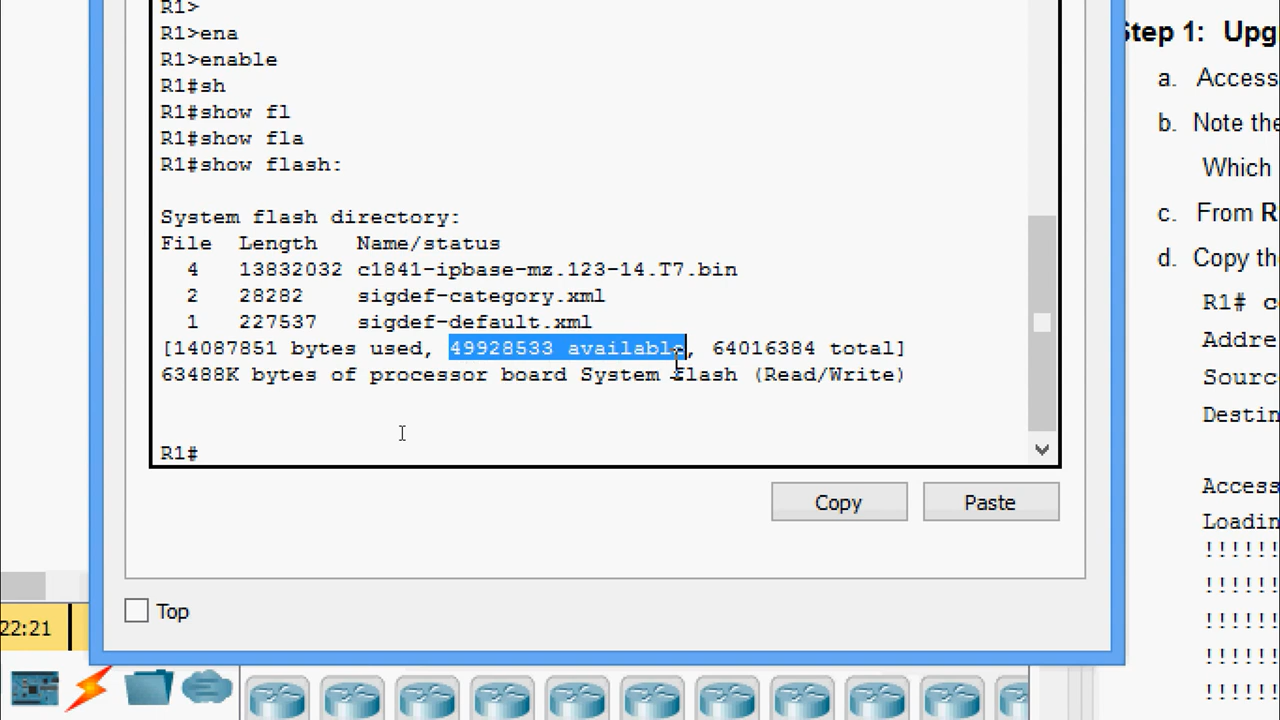 R1>
R1>ena
R1>enable
R1#sh
R1#show fl
R1#show fla
R1#show flash:
System flash directory:
File Length Name/status
4 13832032 c1841-ipbase-mz.123-14.T7.bin
2 28282 sigdef-category.xml
1 227537 sigdef-default.xml
[14087851 bytes used, 49928533 available, 64016384 total]
63488K bytes of processor board System flash (Read/Write)
R1#
Copy Paste
Top
22:21
Step 1: Upg
a. Access
b. Note the
Which
c. From R
d. Copy th
R1# c
Addre
Sourc
Destin
Access
Loadin
!!!!!!
!!!!!!
!!!!!!
!!!!!!
!!!!!!